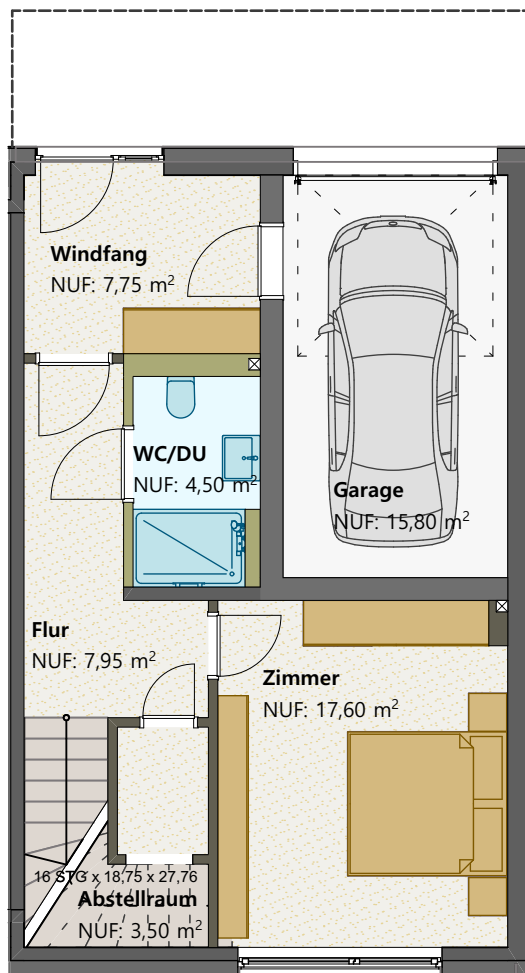 Windfang
NUF: 7,75 m²
WC/DU
NUF: 4,50 m²
Garage
NUF: 15,80 m²
Flur
NUF: 7,95 m²
Zimmer
NUF: 17,60 m²
16 STG x 18,75 x 27,76
Abstellraum
NUF: 3,50 m²